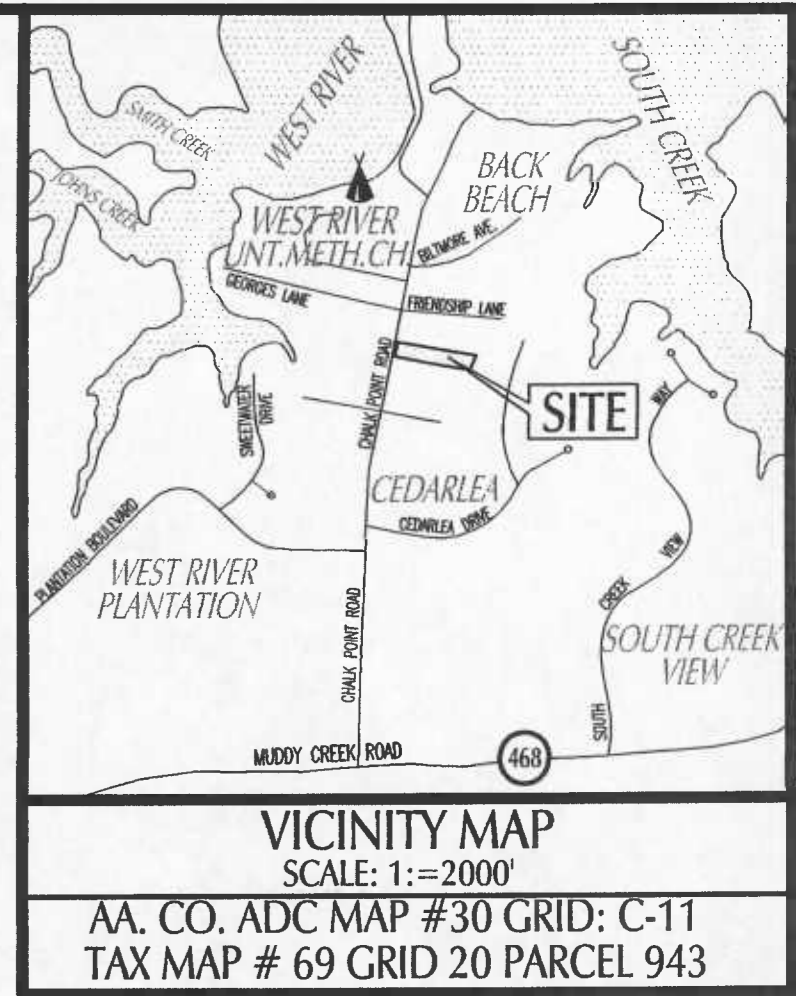 SMITH CREEK
WEST RIVER
SOUTH CREEK
JOHNS CREEK
BACK
BEACH
WEST RIVER
UNT.METH.CH.
BILTMORE AVE.
GEORGES LANE
FRIENDSHIP LANE
CHALK POINT ROAD
SITE
SWEETWATER
DRIVE
CEDARLEA
CEDARLEA DRIVE
PLANTATION BOULVARD
WEST RIVER
PLANTATION
CHALK POINT ROAD
SOUTH CREEK VIEW WAY
SOUTH CREEK
VIEW
MUDDY CREEK ROAD
468
VICINITY MAP
SCALE: 1:=2000'
AA. CO. ADC MAP #30 GRID: C-11
TAX MAP # 69 GRID 20 PARCEL 943